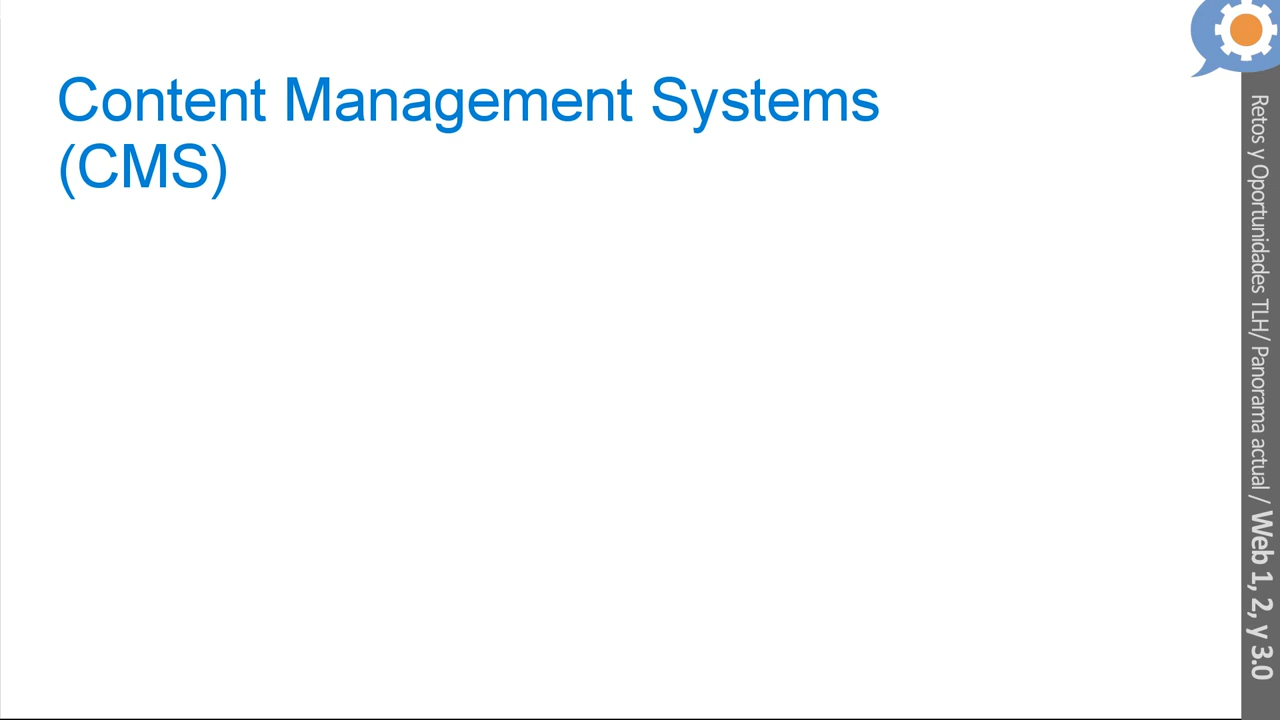 Content Management Systems
(CMS)
Retos y Oportunidades TLH/ Panorama actual / Web 1, 2, y 3.0